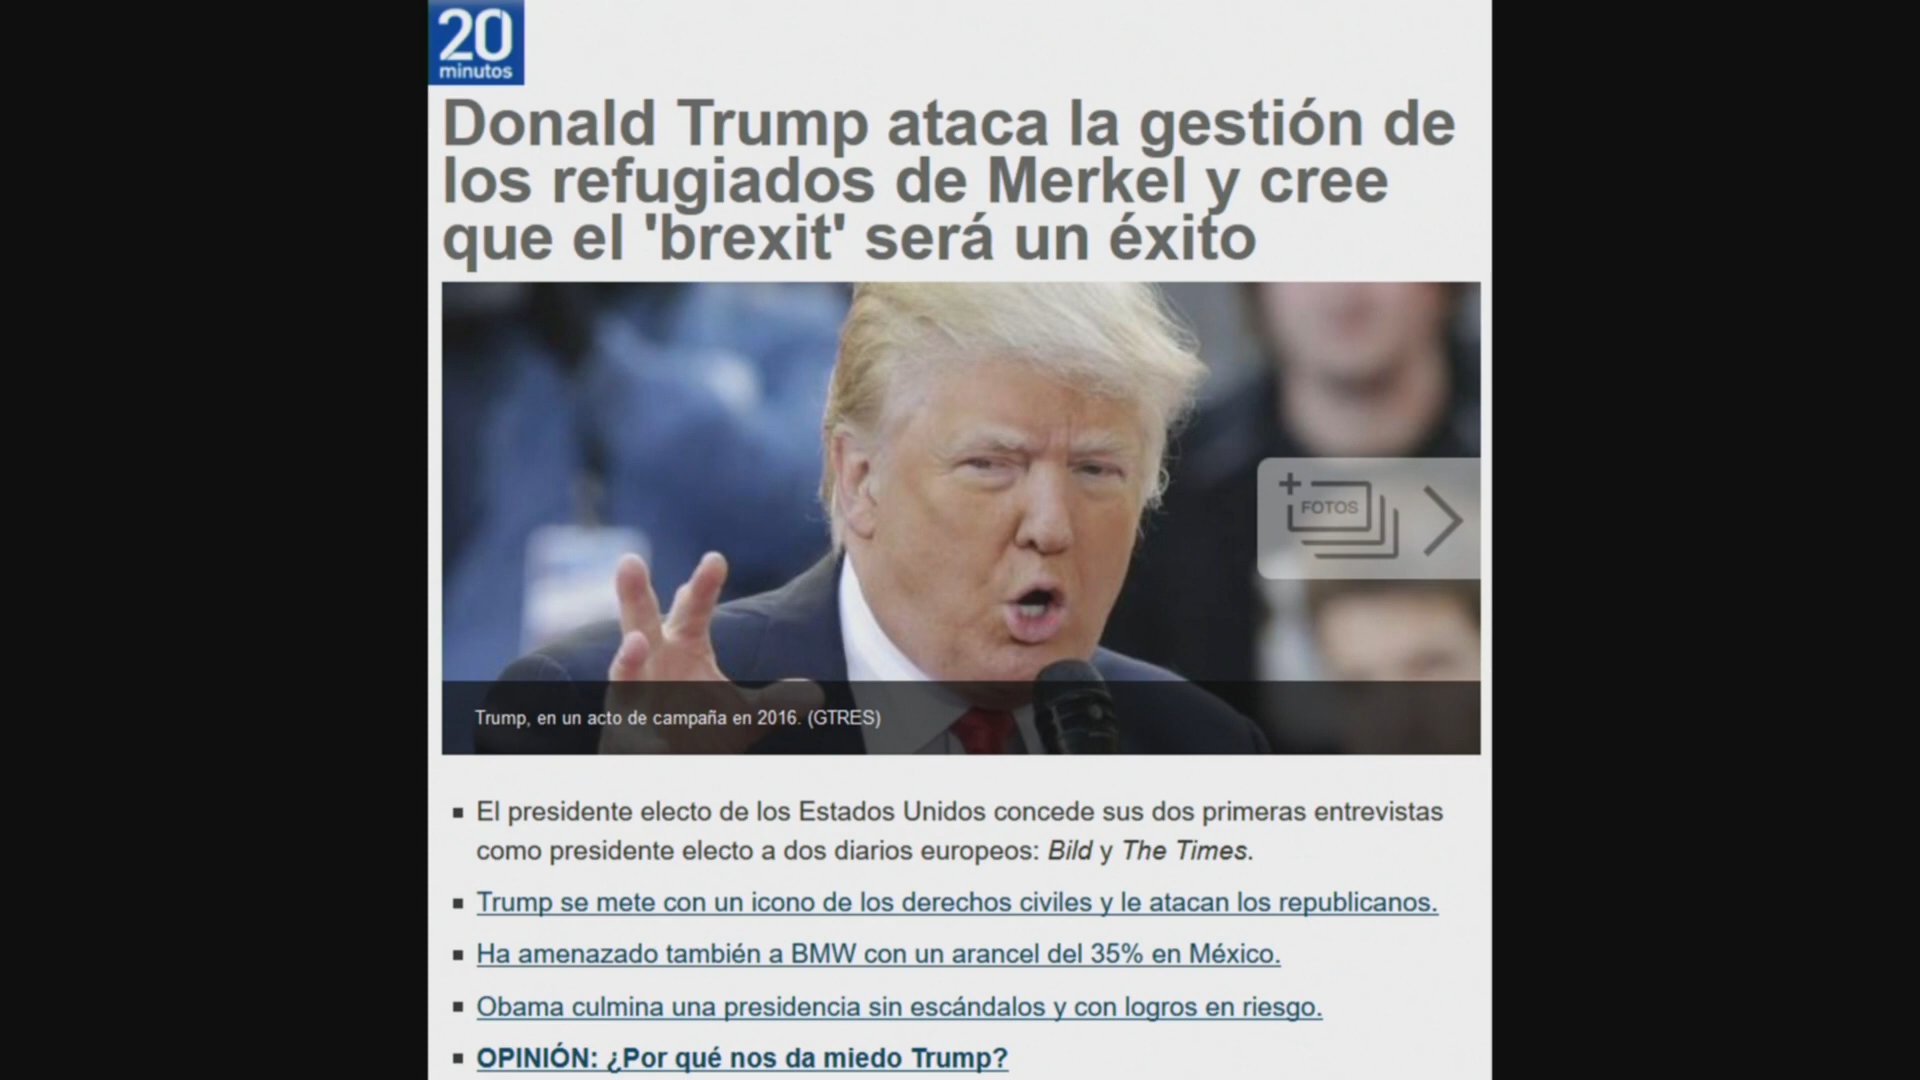 20
minutos
Donald Trump ataca la gestión de
los refugiados de Merkel y cree
que el 'brexit' será un éxito
+
FOTOS
Trump, en un acto de campaña en 2016. (GTRES)
▪ El presidente electo de los Estados Unidos concede sus dos primeras entrevistas
como presidente electo a dos diarios europeos: Bild y The Times.
▪ Trump se mete con un icono de los derechos civiles y le atacan los republicanos.
▪ Ha amenazado también a BMW con un arancel del 35% en México.
▪ Obama culmina una presidencia sin escándalos y con logros en riesgo.
▪ OPINIÓN: ¿Por qué nos da miedo Trump?